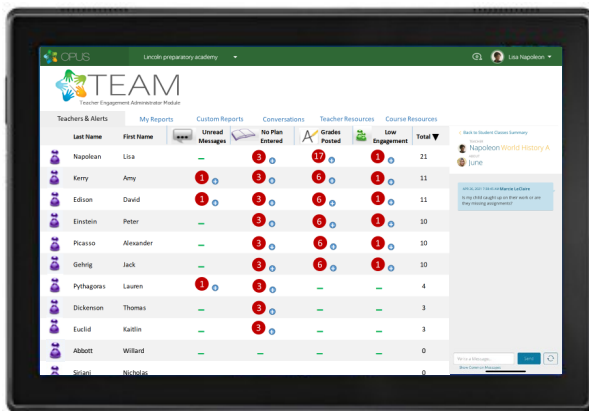 OPUS
Lincoln preparatory academy
Lisa Napoleon
TEAM
Teacher Engagement Administrator Module
Teachers & Alerts My Reports Custom Reports Conversations Teacher Resources Course Resources
Last Name First Name Unread Messages No Plan Entered Grades Posted Low Engagement Total
Napolean Lisa – 3 17 1 21
Kerry Amy 1 3 6 1 11
Edison David 1 3 6 1 11
Einstein Peter – 3 6 1 10
Picasso Alexander – 3 6 1 10
Gehrig Jack – 3 6 1 10
Pythagoras Lauren 1 3 – – 4
Dickenson Thomas – 3 – – 3
Euclid Kaitlin – 3 – – 3
Abbott Willard – – – – 0
Siriani Nicholas 0
Back to Student Classes Summary
Napoleon World History A
June
Marcie LeClaire
Is my child caught up on their work or are
they missing assignments?
Write a Message...
Send